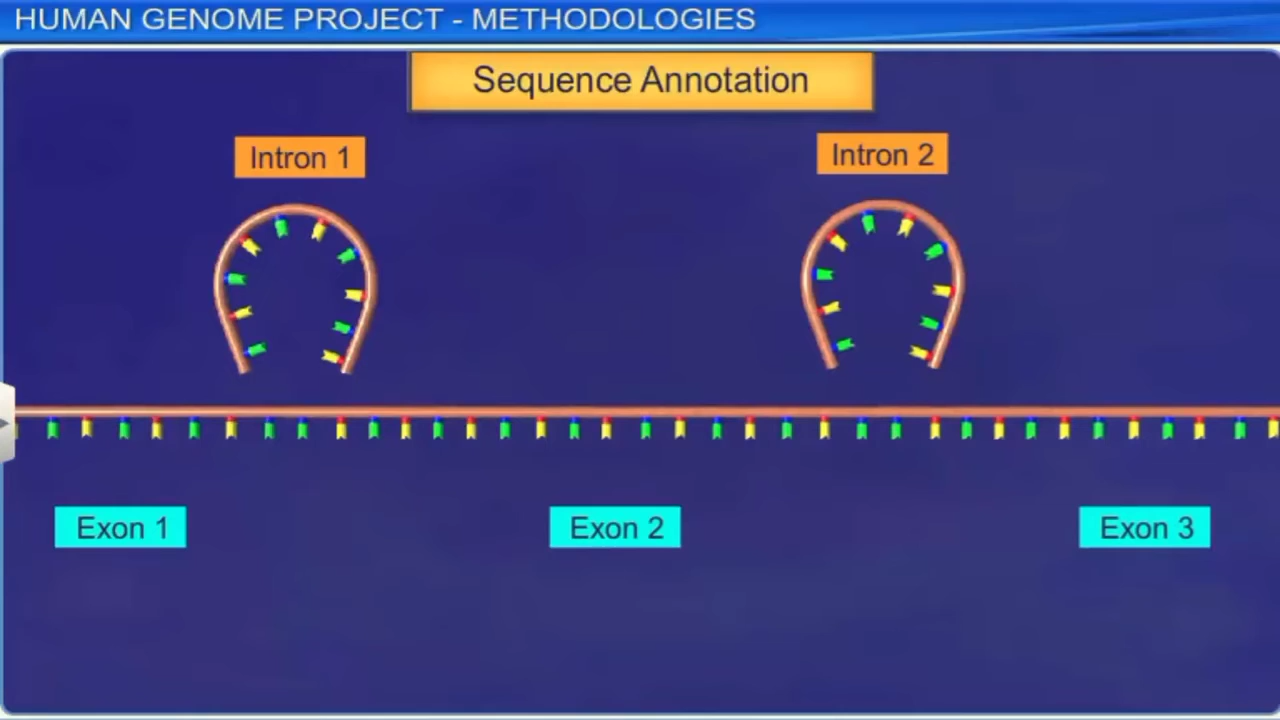 HUMAN GENOME PROJECT - METHODOLOGIES
Sequence Annotation
Intron 1
Intron 2
Exon 1
Exon 2
Exon 3